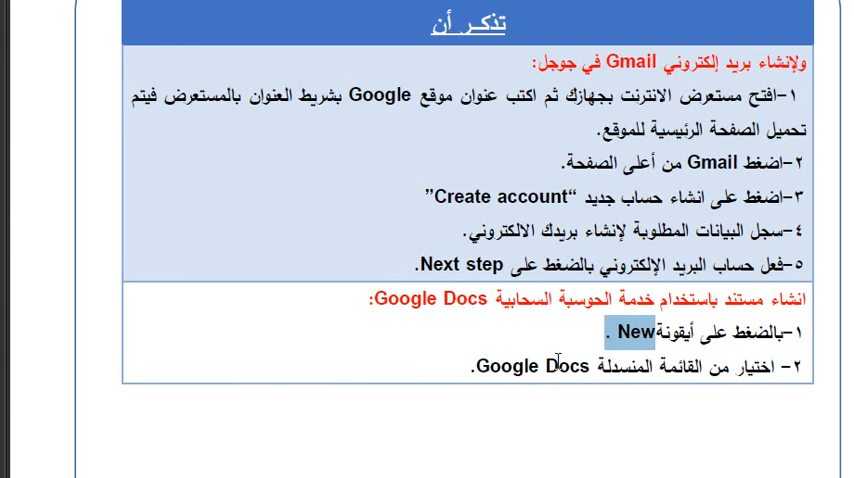 تذكر أن
ولإنشاء بريد إلكتروني Gmail في جوجل:
١-افتح مستعرض الانترنت بجهازك ثم اكتب عنوان موقع Google بشريط العنوان بالمستعرض فيتم
تحميل الصفحة الرئيسية للموقع.
٢-اضغط Gmail من أعلى الصفحة.
٣-اضغط على انشاء حساب جديد “Create account”
٤-سجل البيانات المطلوبة لإنشاء بريدك الالكتروني.
٥-فعل حساب البريد الإلكتروني بالضغط على Next step.
انشاء مستند باستخدام خدمة الحوسبة السحابية Google Docs:
١-بالضغط على أيقونة New .
٢- اختيار من القائمة المنسدلة Google Docs.